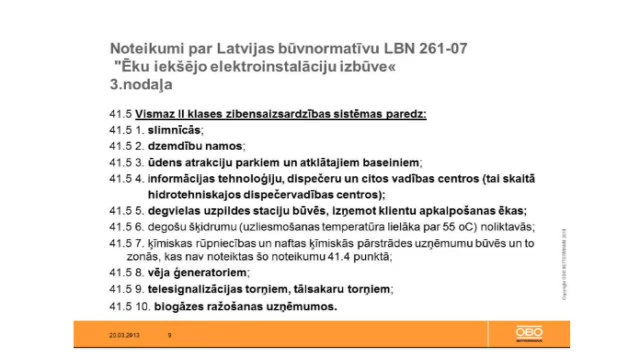 Noteikumi par Latvijas būvnormatīvu LBN 261-07
"Ēku iekšējo elektroinstalāciju izbūve«
3.nodaļa
41.5 Vismaz II klases zibensaizsardzības sistēmas paredz:
41.5 1. slimnīcās;
41.5 2. dzemdību namos;
41.5 3. ūdens atrakciju parkiem un atklātajiem baseiniem;
41.5 4. informācijas tehnoloģiju, dispečeru un citos vadības centros (tai skaitā
hidrotehniskajos dispečervadības centros);
41.5 5. degvielas uzpildes staciju būvēs, izņemot klientu apkalpošanas ēkas;
41.5 6. degošu šķidrumu (uzliesmošanas temperatūra lielāka par 55 oC) noliktavās;
41.5 7. ķīmiskas rūpniecības un naftas ķīmiskās pārstrādes uzņēmumu būvēs un to
zonās, kas nav noteiktas šo noteikumu 41.4 punktā;
41.5 8. vēja ģeneratoriem;
41.5 9. telesignalizācijas torņiem, tālsakaru torņiem;
41.5 10. biogāzes ražošanas uzņēmumos.
20.03.2013
9
OBO
BETTERMANN